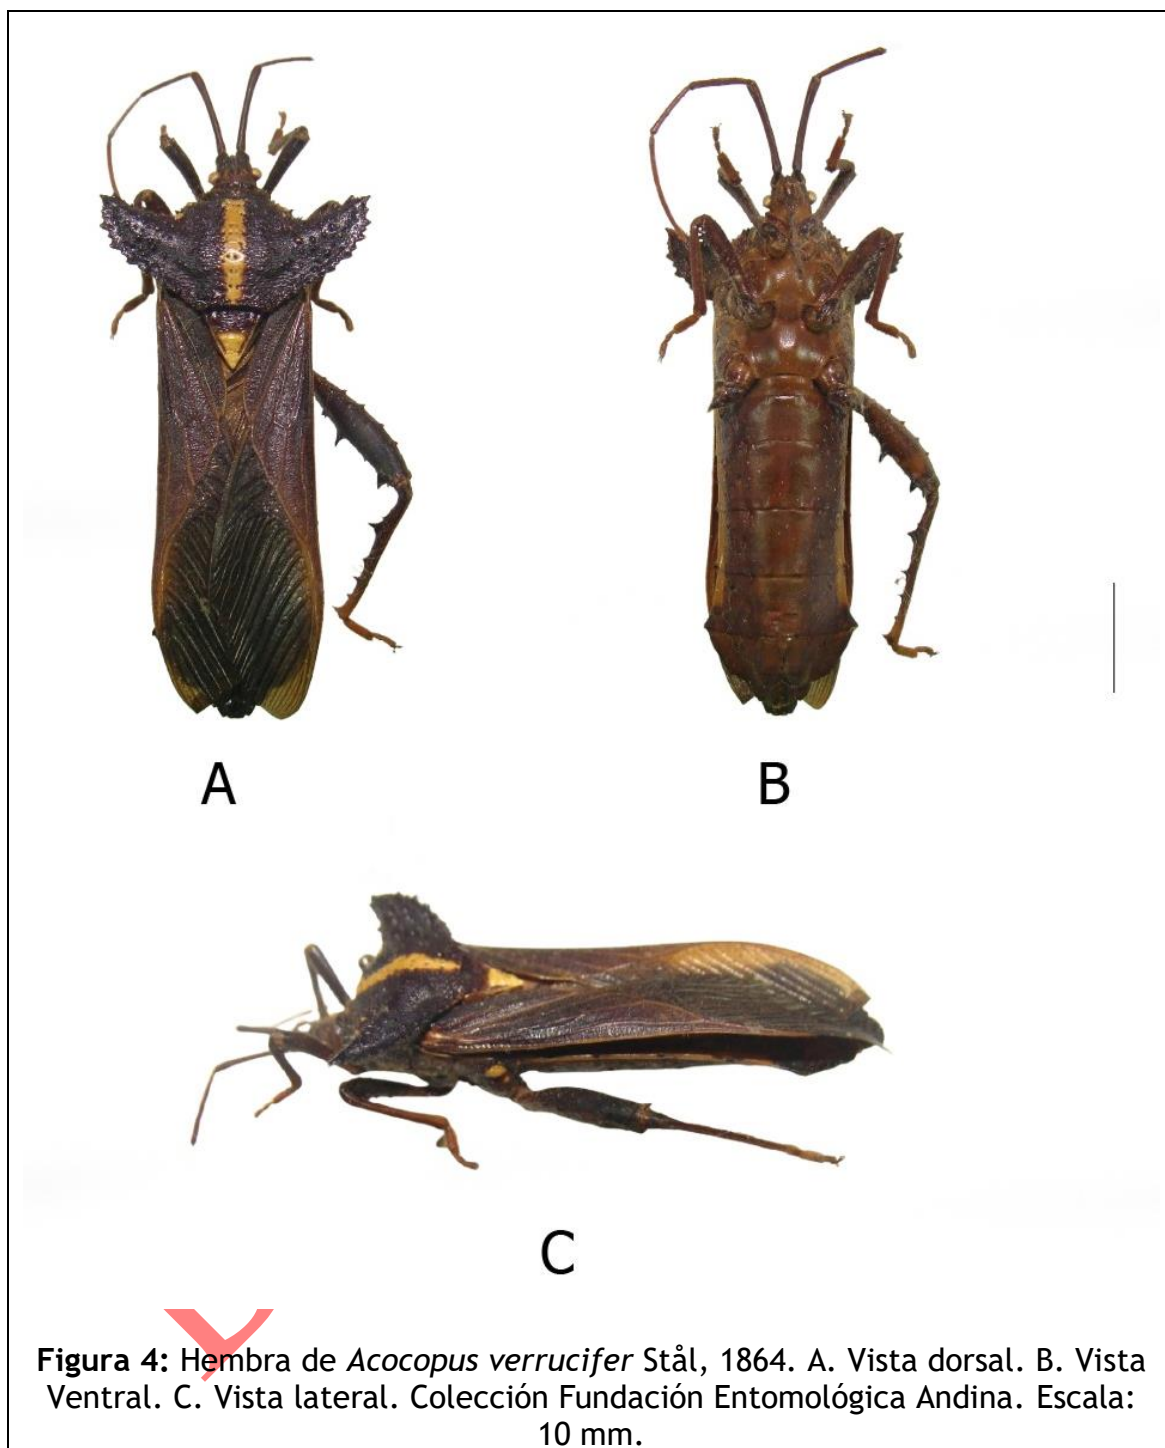 A
B
C
Figura 4: Hembra de Acocopus verrucifer Stål, 1864. A. Vista dorsal. B. Vista
Ventral. C. Vista lateral. Colección Fundación Entomológica Andina. Escala:
10 mm.